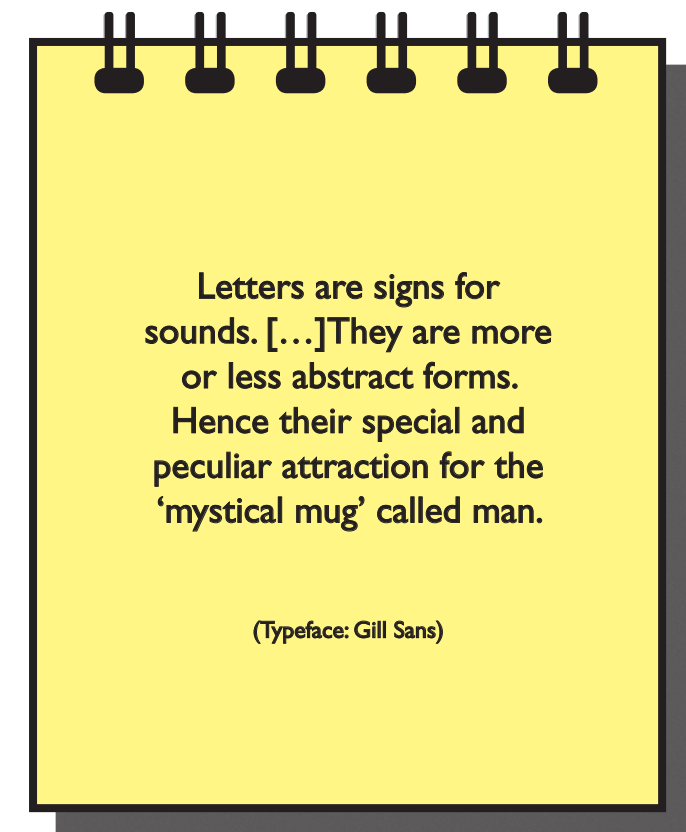 Letters are signs for
sounds. […]They are more
or less abstract forms.
Hence their special and
peculiar attraction for the
‘mystical mug’ called man.
(Typeface: Gill Sans)